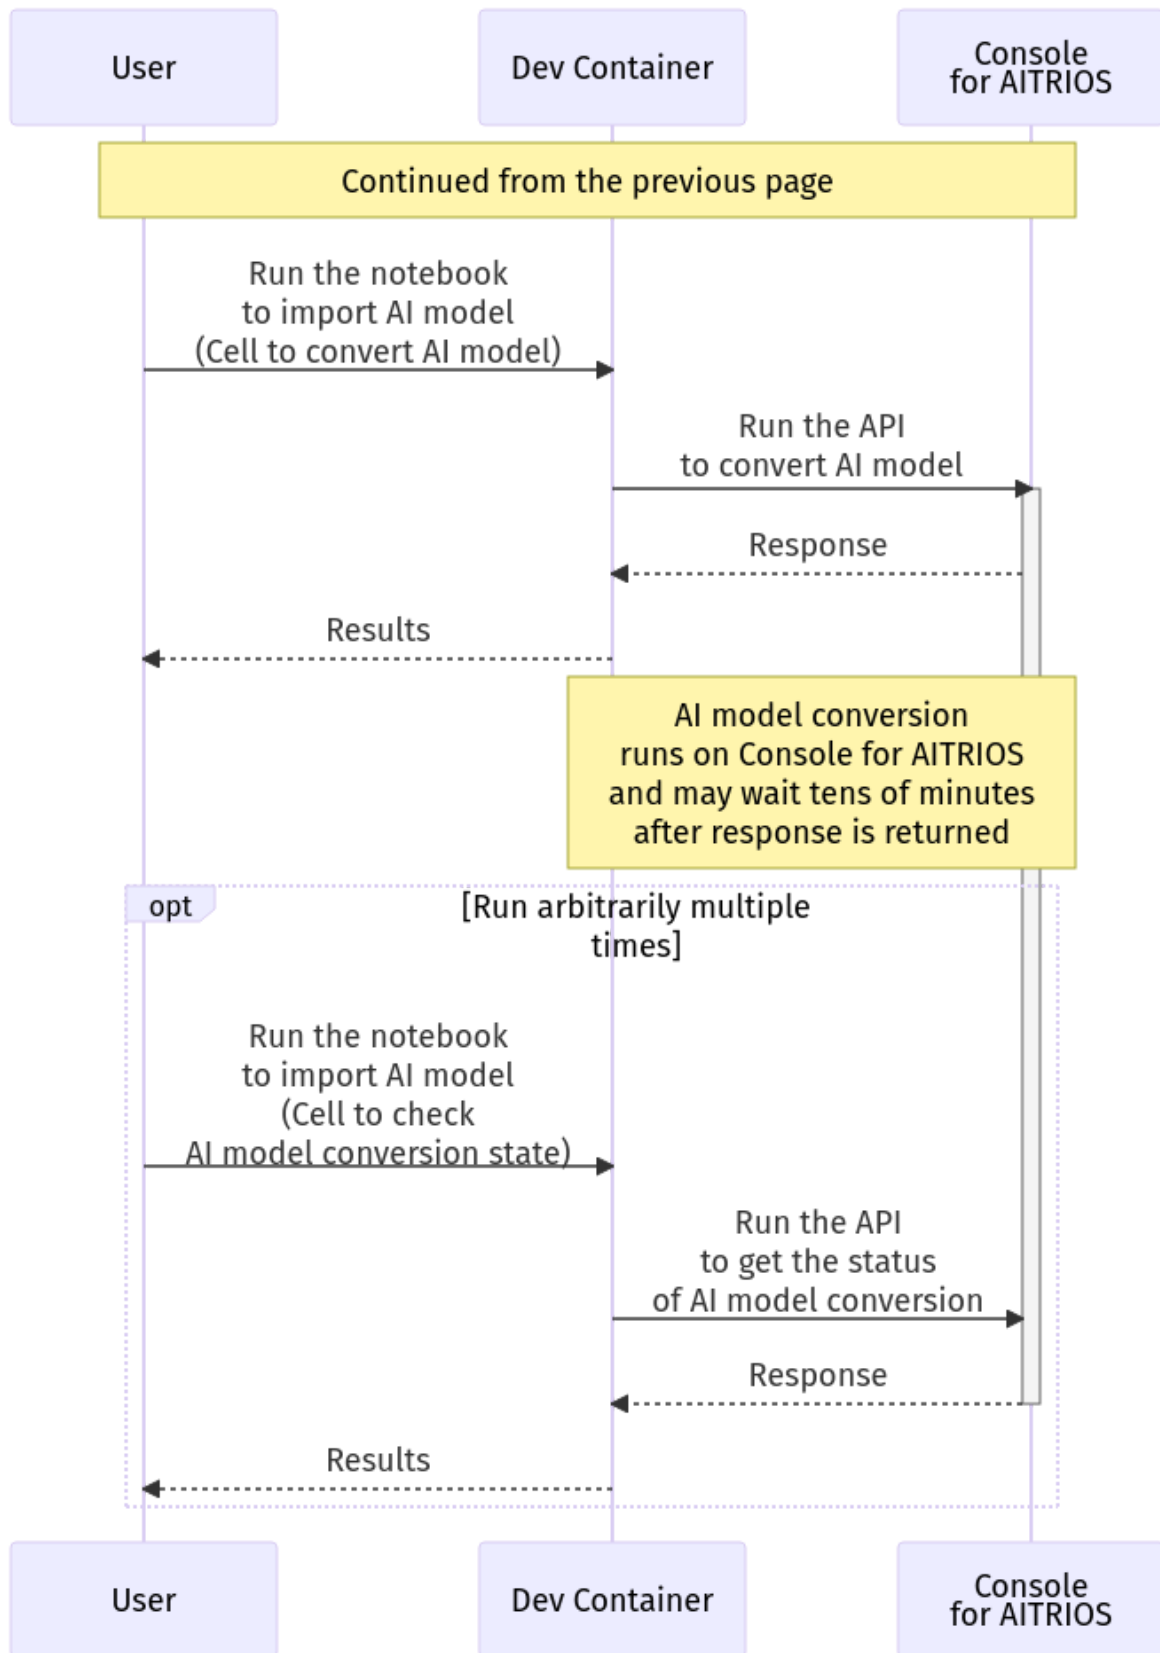 User
Dev Container
Console
for AITRIOS
Continued from the previous page
Run the notebook
to import AI model
(Cell to convert AI model)
Run the API
to convert AI model
Response
Results
AI model conversion
runs on Console for AITRIOS
and may wait tens of minutes
after response is returned
opt
[Run arbitrarily multiple
times]
Run the notebook
to import AI model
(Cell to check
AI model conversion state)
Run the API
to get the status
of AI model conversion
Response
Results
User
Dev Container
Console
for AITRIOS